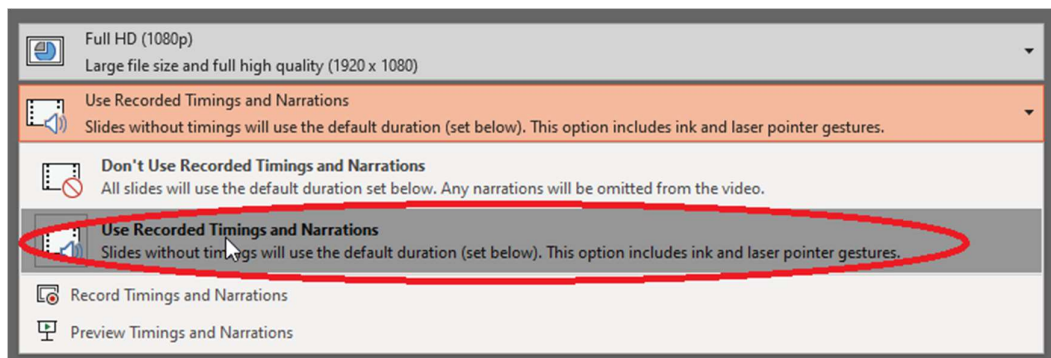 Full HD (1080p)
Large file size and full high quality (1920 x 1080)
Use Recorded Timings and Narrations
Slides without timings will use the default duration (set below). This option includes ink and laser pointer gestures.
Don't Use Recorded Timings and Narrations
All slides will use the default duration set below. Any narrations will be omitted from the video.
Use Recorded Timings and Narrations
Slides without timings will use the default duration (set below). This option includes ink and laser pointer gestures.
Record Timings and Narrations
Preview Timings and Narrations